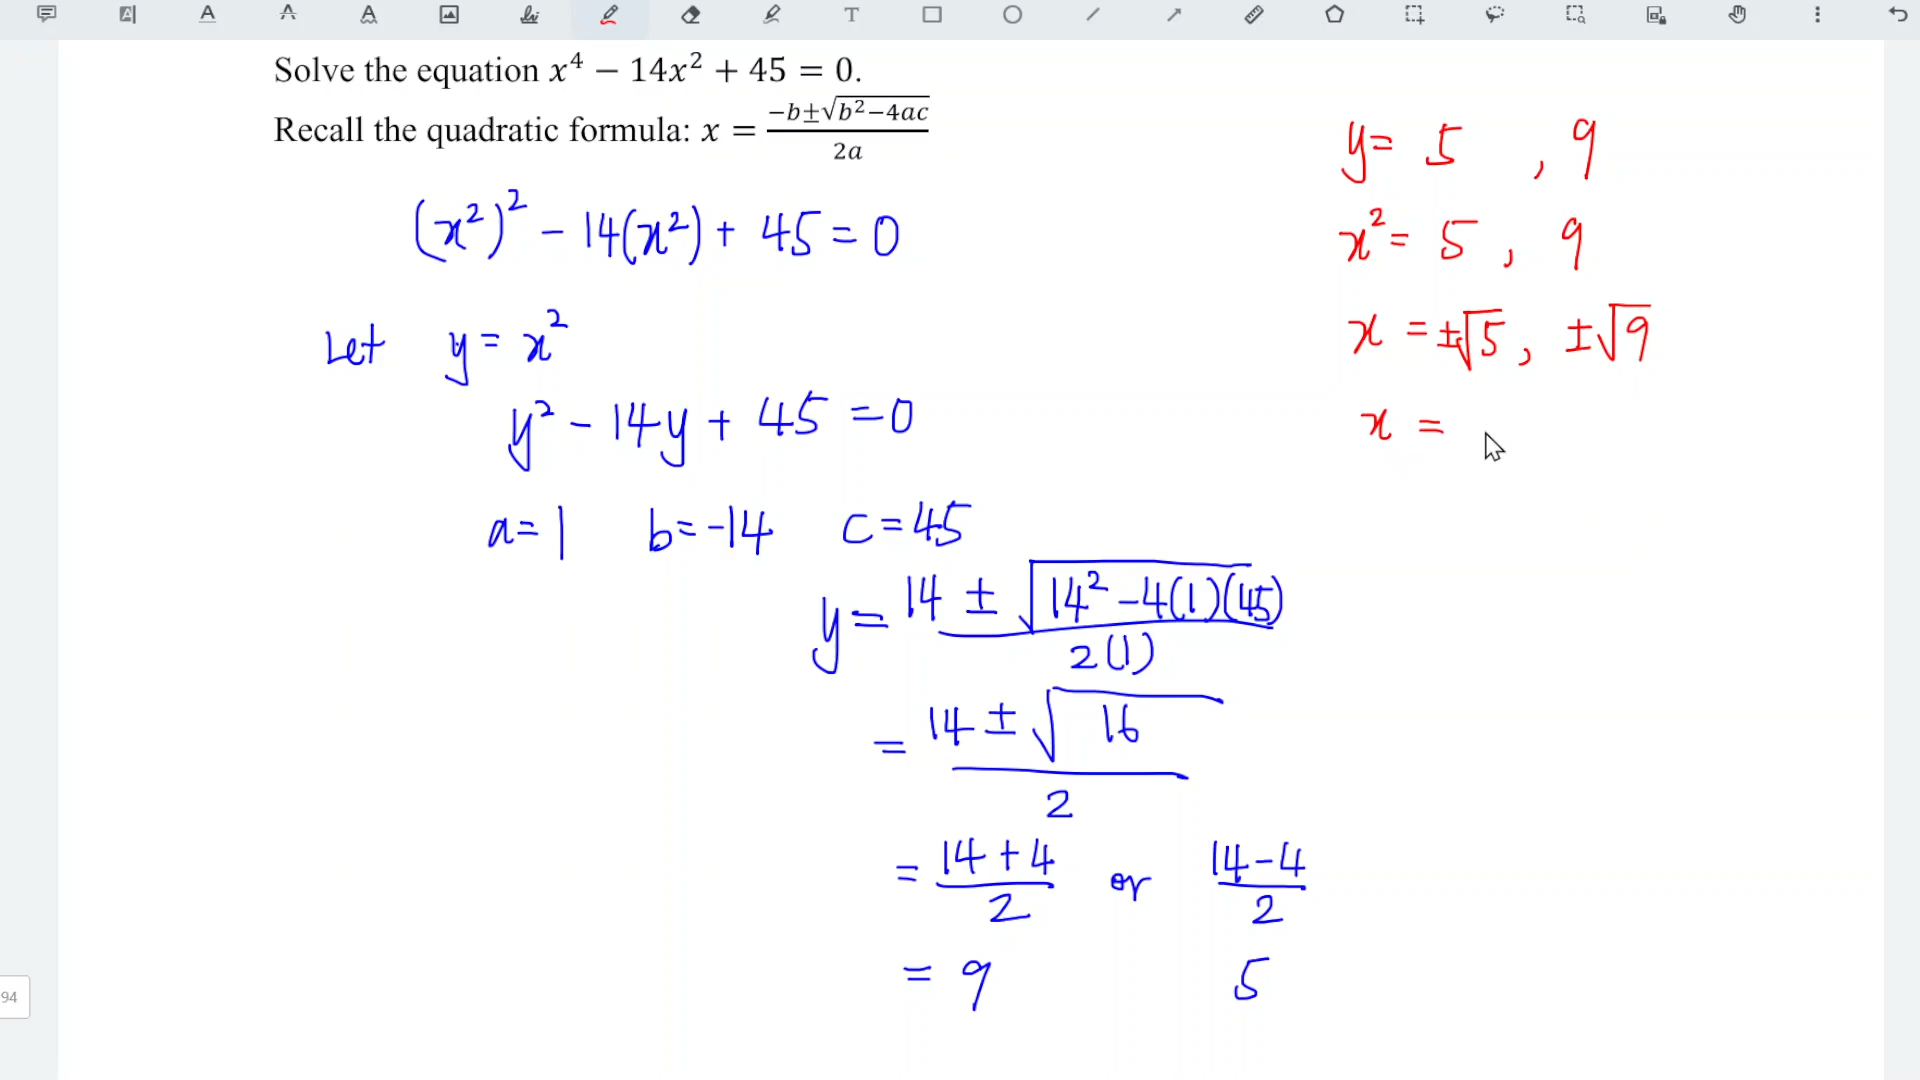 Solve the equation x⁴ − 14x² + 45 = 0.
Recall the quadratic formula: x = (−b±√(b²−4ac))/(2a)
(x²)² − 14(x²) + 45 = 0
Let y = x²
y² − 14y + 45 = 0
a=1 b=-14 c=45
y = (14 ± √(14² − 4(1)(45)))/(2(1))
= (14 ± √16)/2
= (14+4)/2 or (14−4)/2
= 9 5
y = 5 , 9
x² = 5 , 9
x = ±√5 , ±√9
x =
94